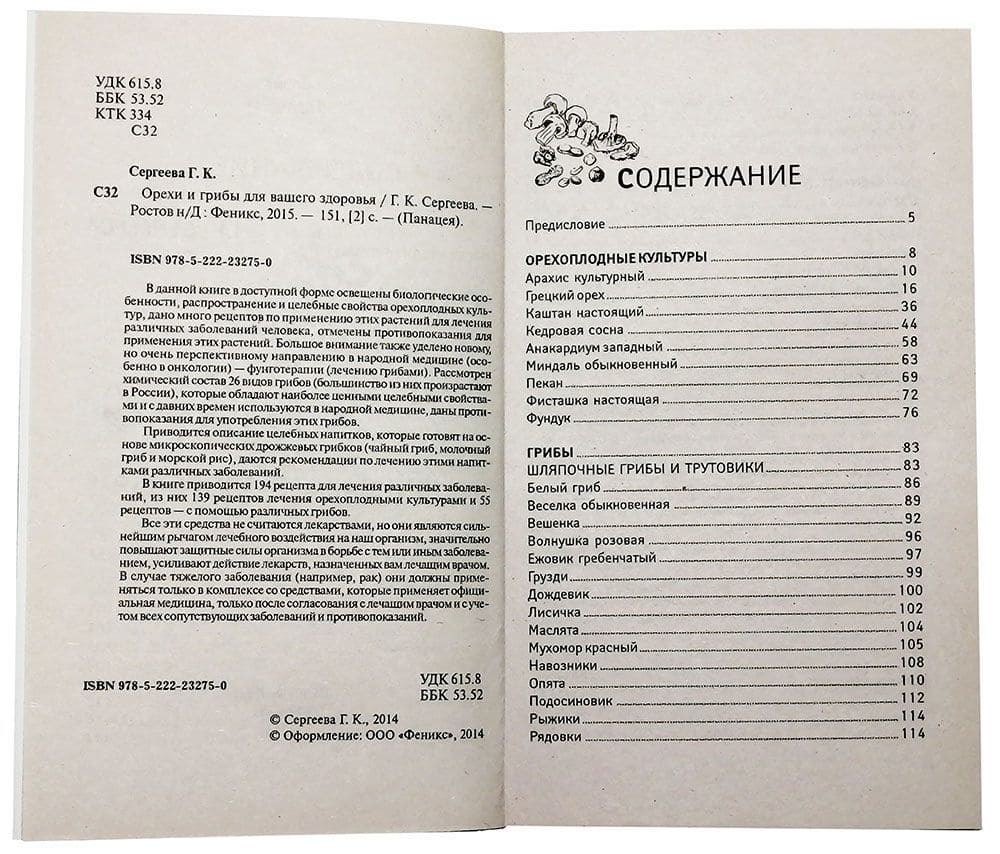 УДК 615.8
ББК 53.52
КТК 334
С32
Сергеева Г. К.
С32 Орехи и грибы для вашего здоровья / Г. К. Сергеева. —
Ростов н/Д : Феникс, 2015. — 151, [2] с. — (Панацея).
ISBN 978-5-222-23275-0
В данной книге в доступной форме освещены биологические осо-
бенности, распространение и целебные свойства орехоплодных куль-
тур, дано много рецептов по применению этих растений для лечения
различных заболеваний человека, отмечены противопоказания для
применения этих растений. Большое внимание также уделено новому,
но очень перспективному направлению в народной медицине (осо-
бенно в онкологии) — фунготерапии (лечению грибами). Рассмотрен
химический состав 26 видов грибов (большинство из них произрастают
в России), которые обладают наиболее ценными целебными свойства-
ми и с давних времен используются в народной медицине, даны проти-
вопоказания для употребления этих грибов.
Приводится описание целебных напитков, которые готовят на ос-
нове микроскопических дрожжевых грибков (чайный гриб, молочный
гриб и морской рис), даются рекомендации по лечению этими напит-
ками различных заболеваний.
В книге приводится 194 рецепта для лечения различных заболева-
ний, из них 139 рецептов лечения орехоплодными культурами и 55
рецептов — с помощью различных грибов.
Все эти средства не считаются лекарствами, но они являются силь-
нейшим рычагом лечебного воздействия на наш организм, значительно
повышают защитные силы организма в борьбе с тем или иным заболева-
нием, усиливают действие лекарств, назначенных вам лечащим врачом.
В случае тяжелого заболевания (например, рак) они должны приме-
няться только в комплексе со средствами, которые применяет офици-
альная медицина, только после согласования с лечащим врачом и с уче-
том всех сопутствующих заболеваний и противопоказаний.
УДК 615.8
ISBN 978-5-222-23275-0 ББК 53.52
© Сергеева Г. К., 2014
© Оформление: ООО «Феникс», 2014
СОДЕРЖАНИЕ
Предисловие 5
ОРЕХОПЛОДНЫЕ КУЛЬТУРЫ 8
Арахис культурный 10
Грецкий орех 16
Каштан настоящий 36
Кедровая сосна 44
Анакардиум западный 58
Миндаль обыкновенный 63
Пекан 69
Фисташка настоящая 72
Фундук 76
ГРИБЫ 83
ШЛЯПОЧНЫЕ ГРИБЫ И ТРУТОВИКИ 83
Белый гриб 86
Веселка обыкновенная 89
Вешенка 92
Волнушка розовая 96
Ежовик гребенчатый 97
Грузди 99
Дождевик 100
Лисичка 102
Маслята 104
Мухомор красный 105
Навозники 108
Опята 110
Подосиновик 112
Рыжики 114
Рядовки 114